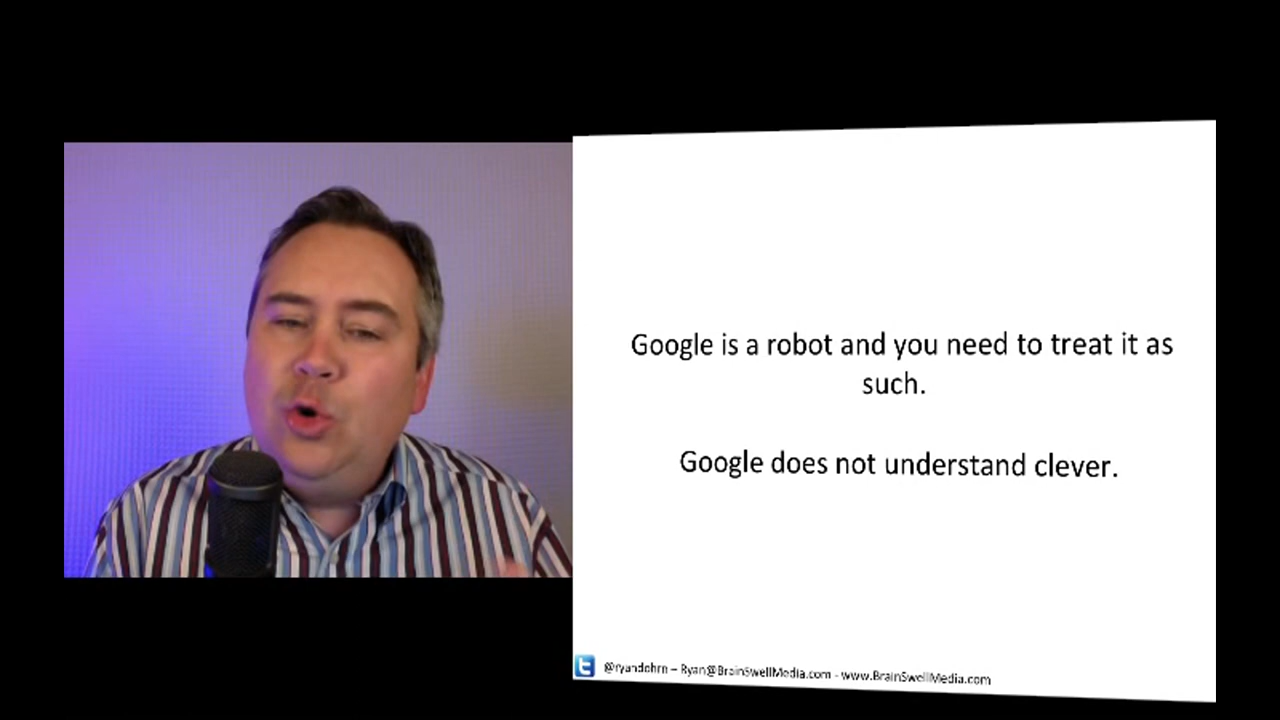 Google is a robot and you need to treat it as
such.
Google does not understand clever.
@ryandohrn – Ryan@BrainSwellMedia.com - www.BrainSwellMedia.com